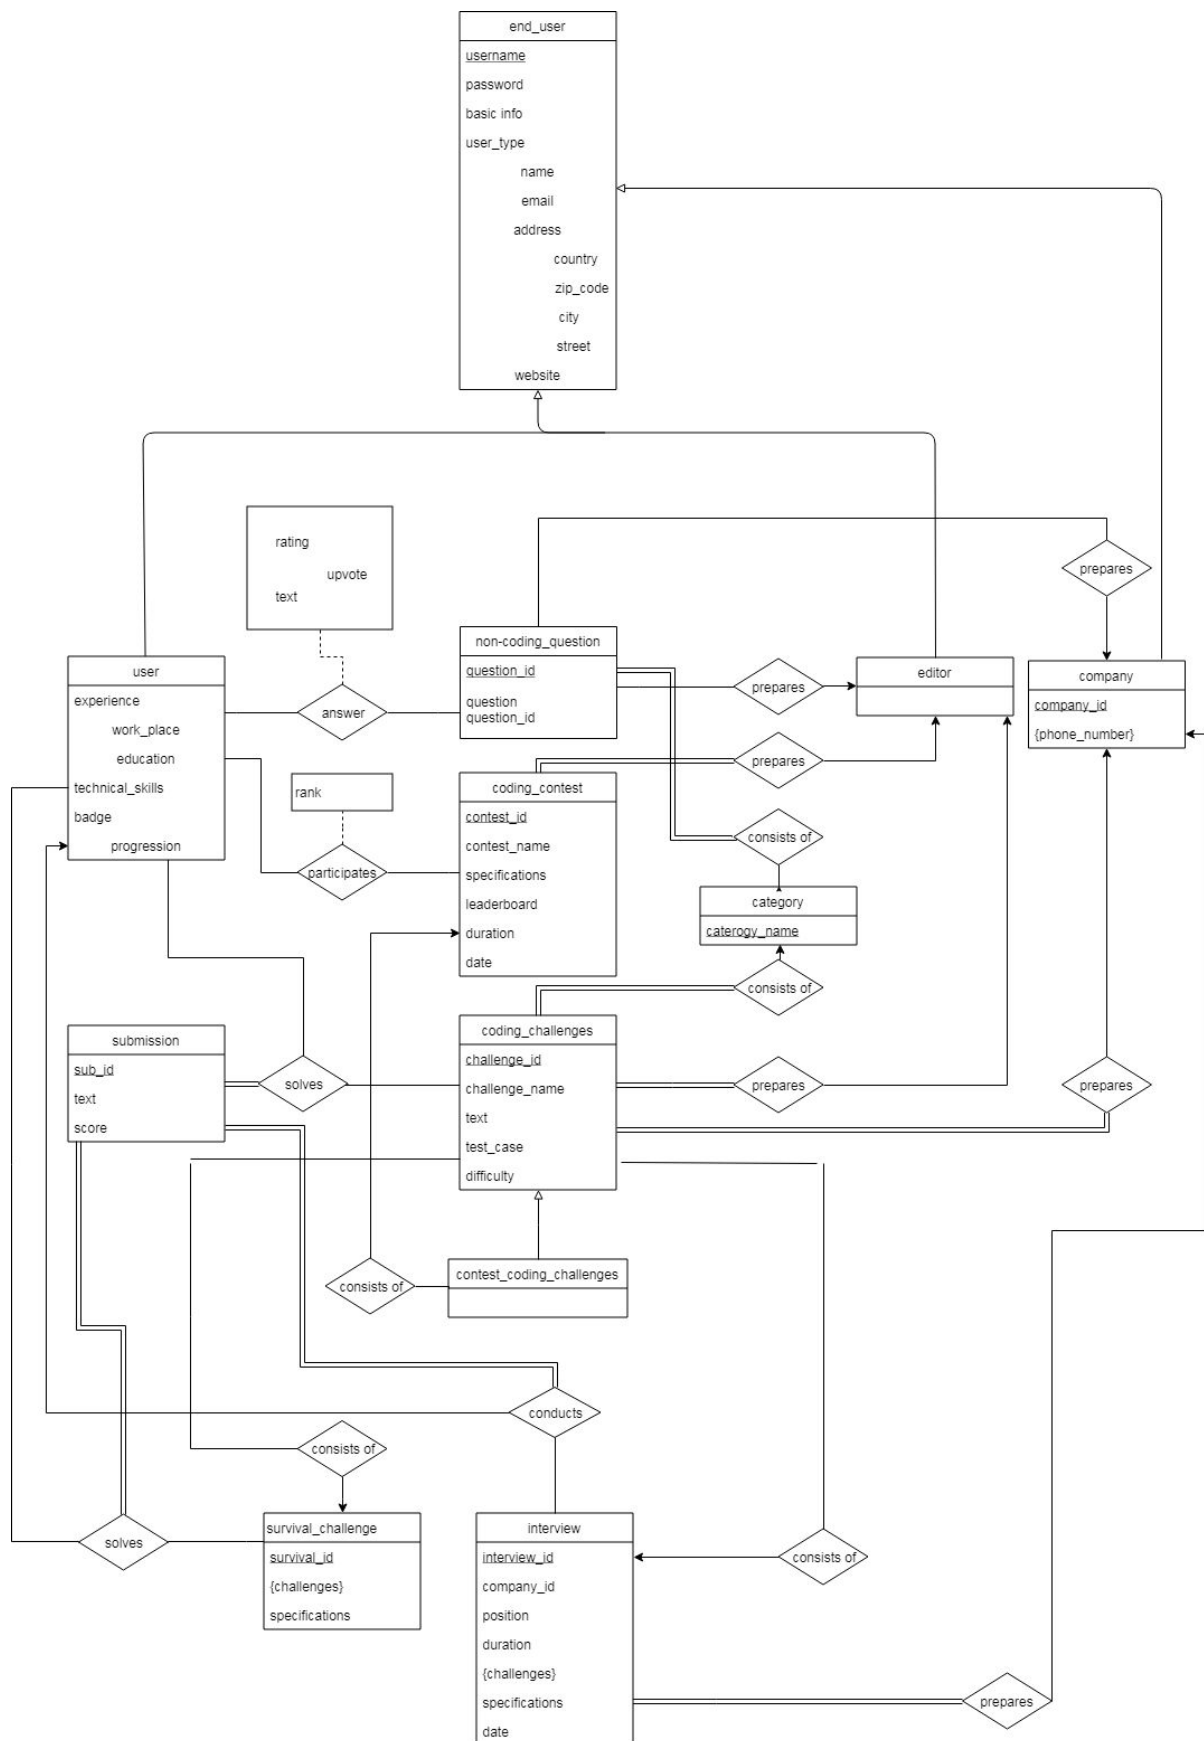 end_user
username
password
basic info
user_type
name
email
address
country
zip_code
city
street
website
rating
upvote
text
prepares
non-coding_question
question_id
question
question_id
user
experience
work_place
education
technical_skills
badge
progression
answer
prepares
editor
company
company_id
{phone_number}
rank
participates
coding_contest
contest_id
contest_name
specifications
leaderboard
duration
date
prepares
consists of
category
caterogy_name
consists of
submission
sub_id
text
score
solves
coding_challenges
challenge_id
challenge_name
text
test_case
difficulty
prepares
prepares
consists of
contest_coding_challenges
conducts
consists of
solves
survival_challenge
survival_id
{challenges}
specifications
interview
interview_id
company_id
position
duration
{challenges}
specifications
date
consists of
prepares